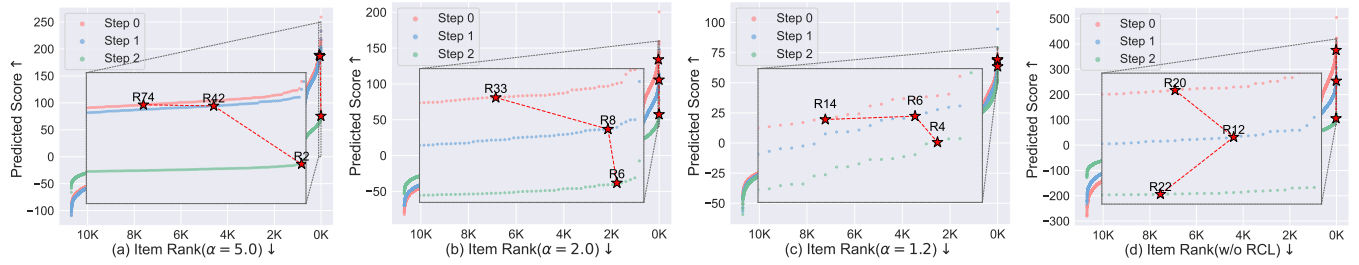 Predicted Score ↑
250
200
150
100
50
0
−50
−100
Step 0
Step 1
Step 2
R74
R42
R2
10K 8K 6K 4K 2K 0K
(a) Item Rank(α = 5.0) ↓
Predicted Score ↑
200
150
100
50
0
−50
Step 0
Step 1
Step 2
R33
R8
R6
10K 8K 6K 4K 2K 0K
(b) Item Rank(α = 2.0) ↓
Predicted Score ↑
100
75
50
25
0
−25
−50
Step 0
Step 1
Step 2
R14
R6
R4
10K 8K 6K 4K 2K 0K
(c) Item Rank(α = 1.2) ↓
Predicted Score ↑
500
400
300
200
100
0
−100
−200
−300
Step 0
Step 1
Step 2
R20
R12
R22
10K 8K 6K 4K 2K 0K
(d) Item Rank(w/o RCL) ↓